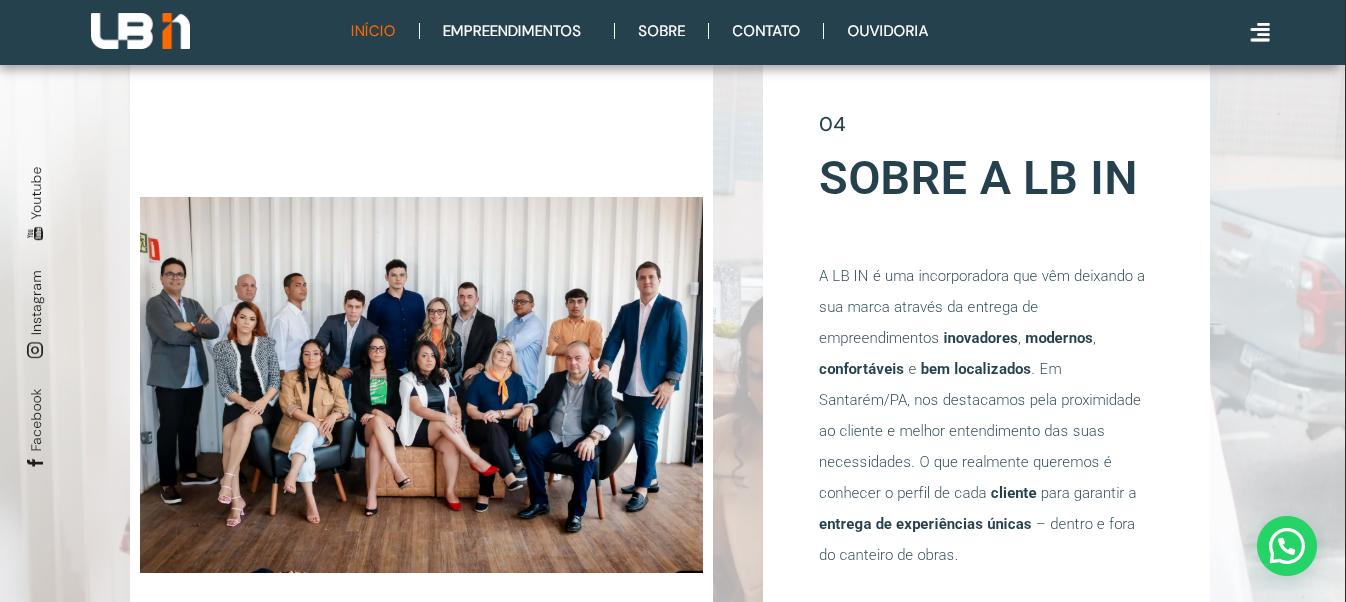 LB in
INÍCIO
EMPREENDIMENTOS
SOBRE
CONTATO
OUVIDORIA
Youtube
Instagram
Facebook
04
SOBRE A LB IN
A LB IN é uma incorporadora que vêm deixando a
sua marca através da entrega de
empreendimentos inovadores, modernos,
confortáveis e bem localizados. Em
Santarém/PA, nos destacamos pela proximidade
ao cliente e melhor entendimento das suas
necessidades. O que realmente queremos é
conhecer o perfil de cada cliente para garantir a
entrega de experiências únicas – dentro e fora
do canteiro de obras.